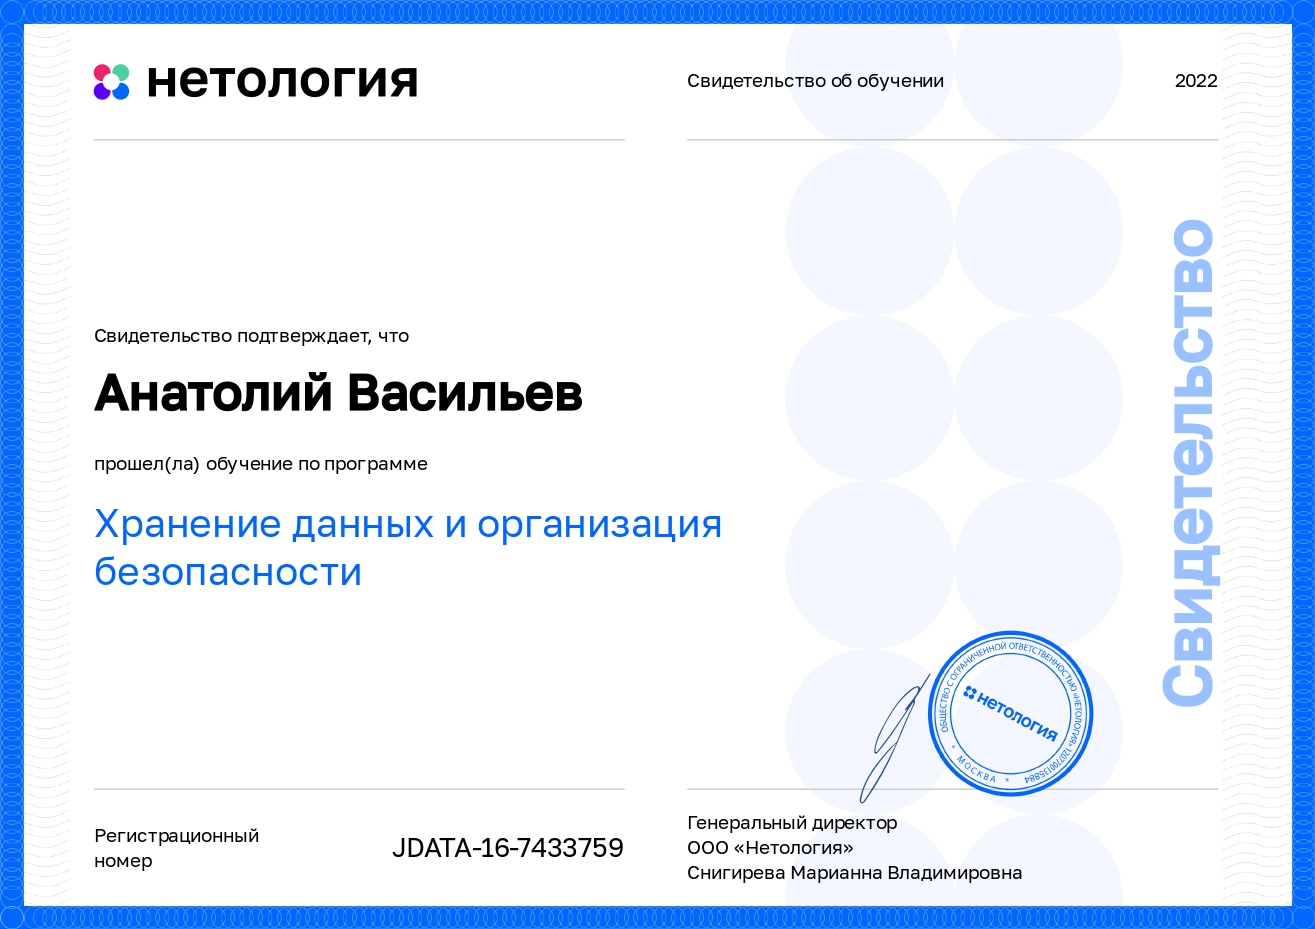 нетология
Свидетельство об обучении
2022
Свидетельство подтверждает, что
Анатолий Васильев
прошел(ла) обучение по программе
Хранение данных и организация
безопасности
Свидетельство
ОБЩЕСТВО С ОГРАНИЧЕННОЙ ОТВЕТСТВЕННОСТЬЮ «НЕТОЛОГИЯ» 1207700135884
* МОСКВА *
нетология
Регистрационный
номер
JDATA-16-7433759
Генеральный директор
ООО «Нетология»
Снигирева Марианна Владимировна